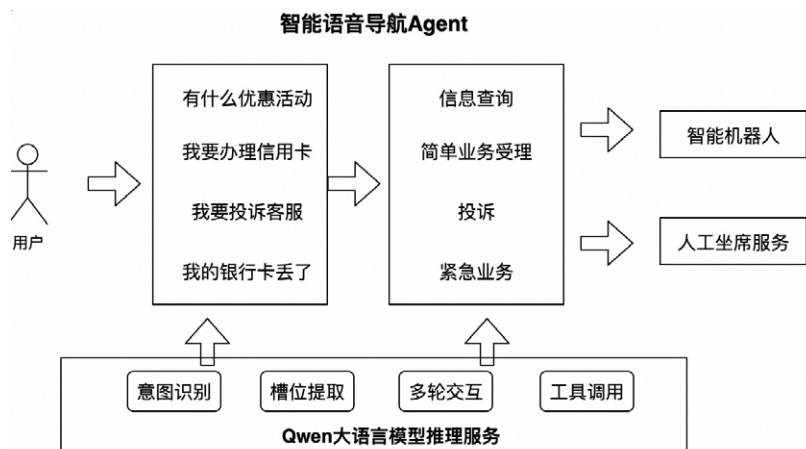 智能语音导航Agent
有什么优惠活动
我要办理信用卡
我要投诉客服
我的银行卡丢了
信息查询
简单业务受理
投诉
紧急业务
智能机器人
人工坐席服务
用户
意图识别
槽位提取
多轮交互
工具调用
Qwen大语言模型推理服务